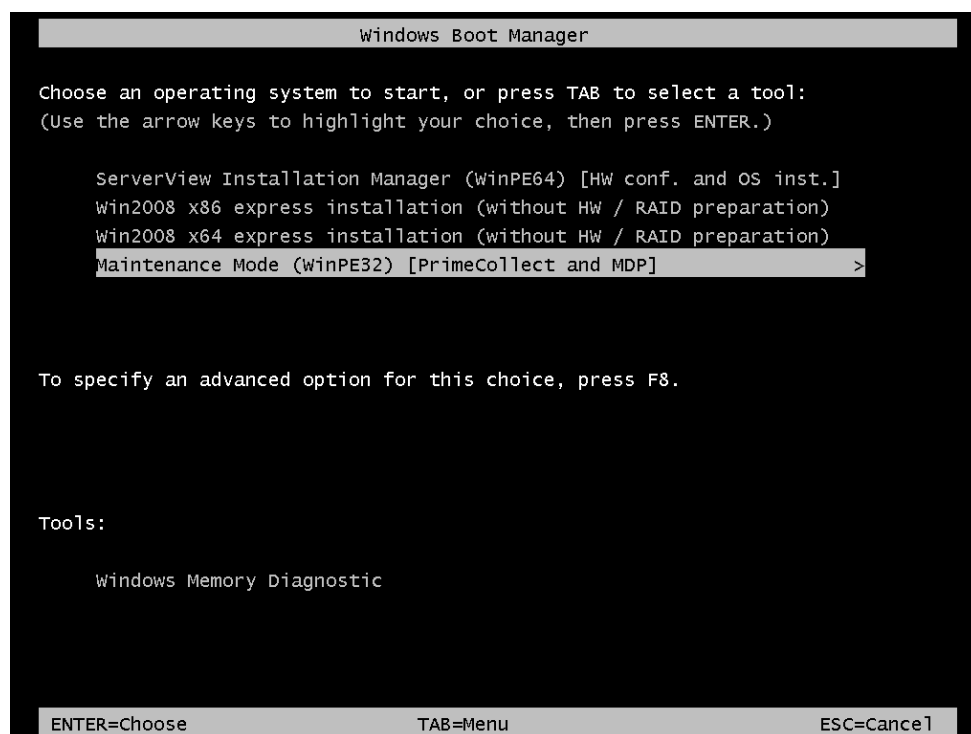 Windows Boot Manager
Choose an operating system to start, or press TAB to select a tool:
(Use the arrow keys to highlight your choice, then press ENTER.)
ServerView Installation Manager (WinPE64) [HW conf. and OS inst.]
Win2008 x86 express installation (without HW / RAID preparation)
Win2008 x64 express installation (without HW / RAID preparation)
Maintenance Mode (WinPE32) [PrimeCollect and MDP] >
To specify an advanced option for this choice, press F8.
Tools:
Windows Memory Diagnostic
ENTER=Choose TAB=Menu ESC=Cancel